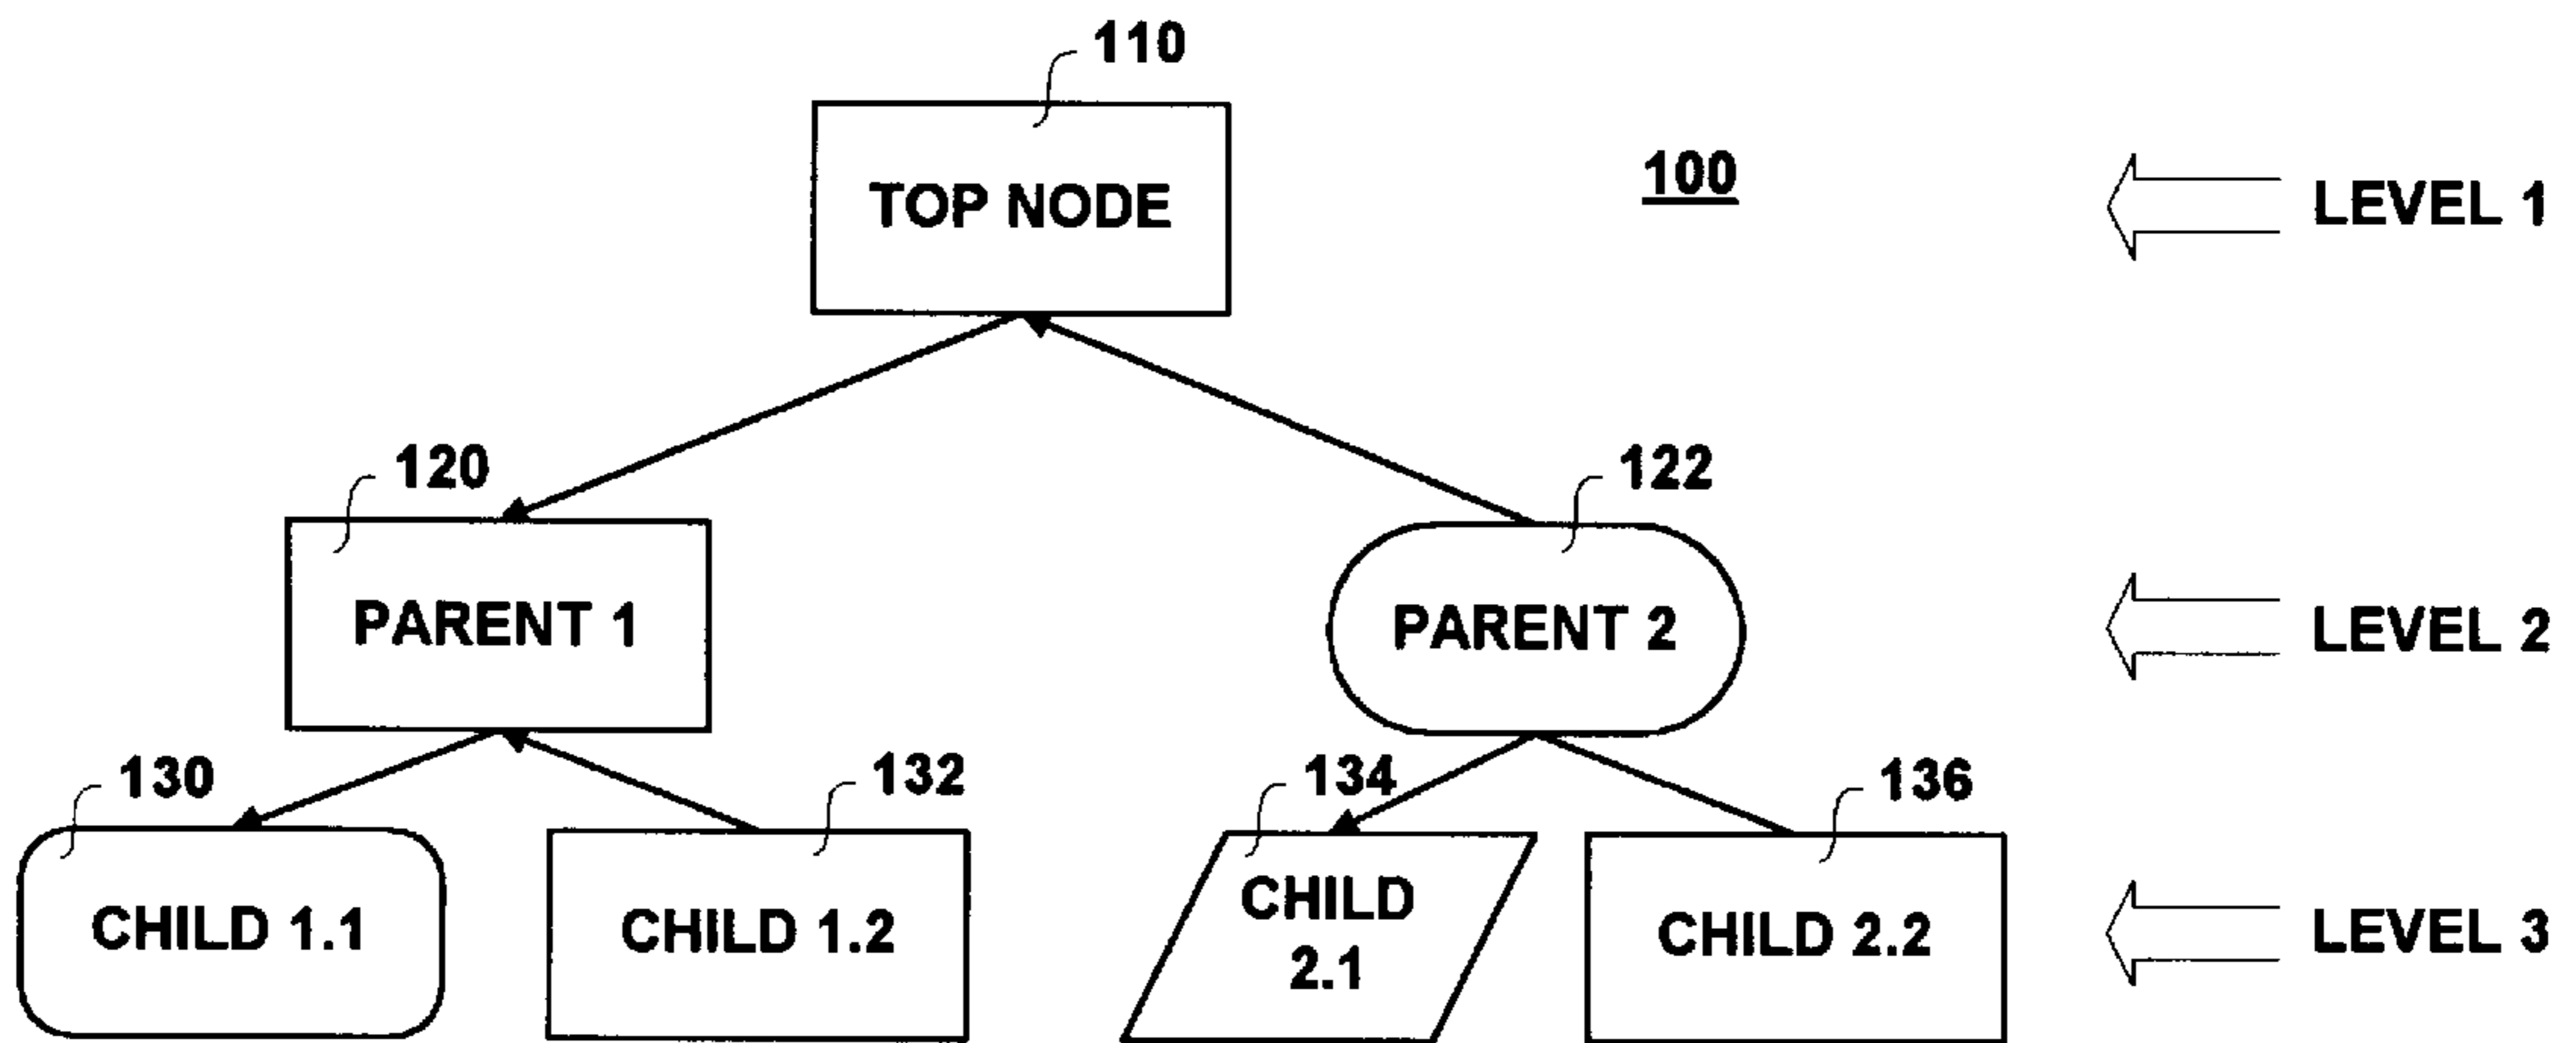 110
TOP NODE
100
LEVEL 1
120
122
PARENT 1
PARENT 2
LEVEL 2
130
132
134
136
CHILD 1.1
CHILD 1.2
CHILD
2.1
CHILD 2.2
LEVEL 3